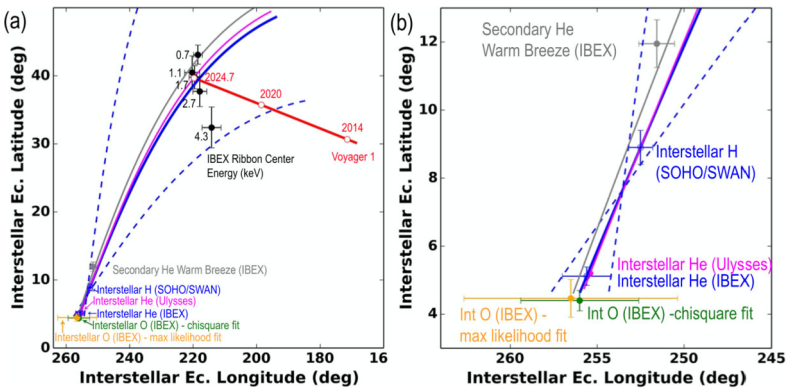 (a)
Interstellar Ec. Latitude (deg)
50
40
30
20
10
0
260
240
220
200
180
16
Interstellar Ec. Longitude (deg)
0.7
1.1
1.7
2.7
4.3
2024.7
2020
2014
Voyager 1
IBEX Ribbon Center
Energy (keV)
Secondary He Warm Breeze (IBEX)
Interstellar H (SOHO/SWAN)
Interstellar He (Ulysses)
Interstellar He (IBEX)
Interstellar O (IBEX) - chisquare fit
Interstellar O (IBEX) - max likelihood fit
(b)
Interstellar Ec. Latitude (deg)
12
10
8
6
4
260
255
250
245
Interstellar Ec. Longitude (deg)
Secondary He
Warm Breeze (IBEX)
Interstellar H
(SOHO/SWAN)
Interstellar He (Ulysses)
Interstellar He (IBEX)
Int O (IBEX) -
max likelihood fit
Int O (IBEX) -chisquare fit